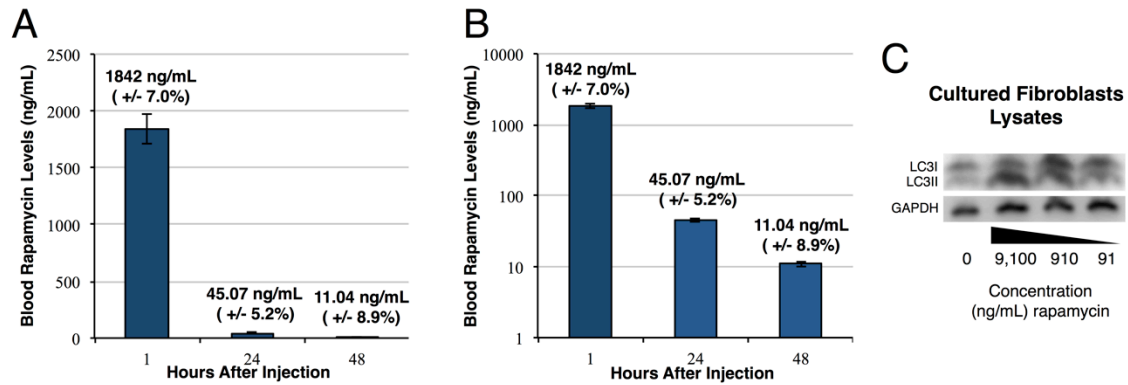 A
Blood Rapamycin Levels (ng/mL)
2500
2000
1500
1000
500
0
1842 ng/mL
( +/- 7.0%)
45.07 ng/mL
( +/- 5.2%)
11.04 ng/mL
( +/- 8.9%)
1
24
48
Hours After Injection
B
Blood Rapamycin Levels (ng/mL)
10000
1000
100
10
1
1842 ng/mL
( +/- 7.0%)
45.07 ng/mL
( +/- 5.2%)
11.04 ng/mL
( +/- 8.9%)
1
24
48
Hours After Injection
C
Cultured Fibroblasts
Lysates
LC3I
LC3II
GAPDH
0 9,100 910 91
Concentration
(ng/mL) rapamycin